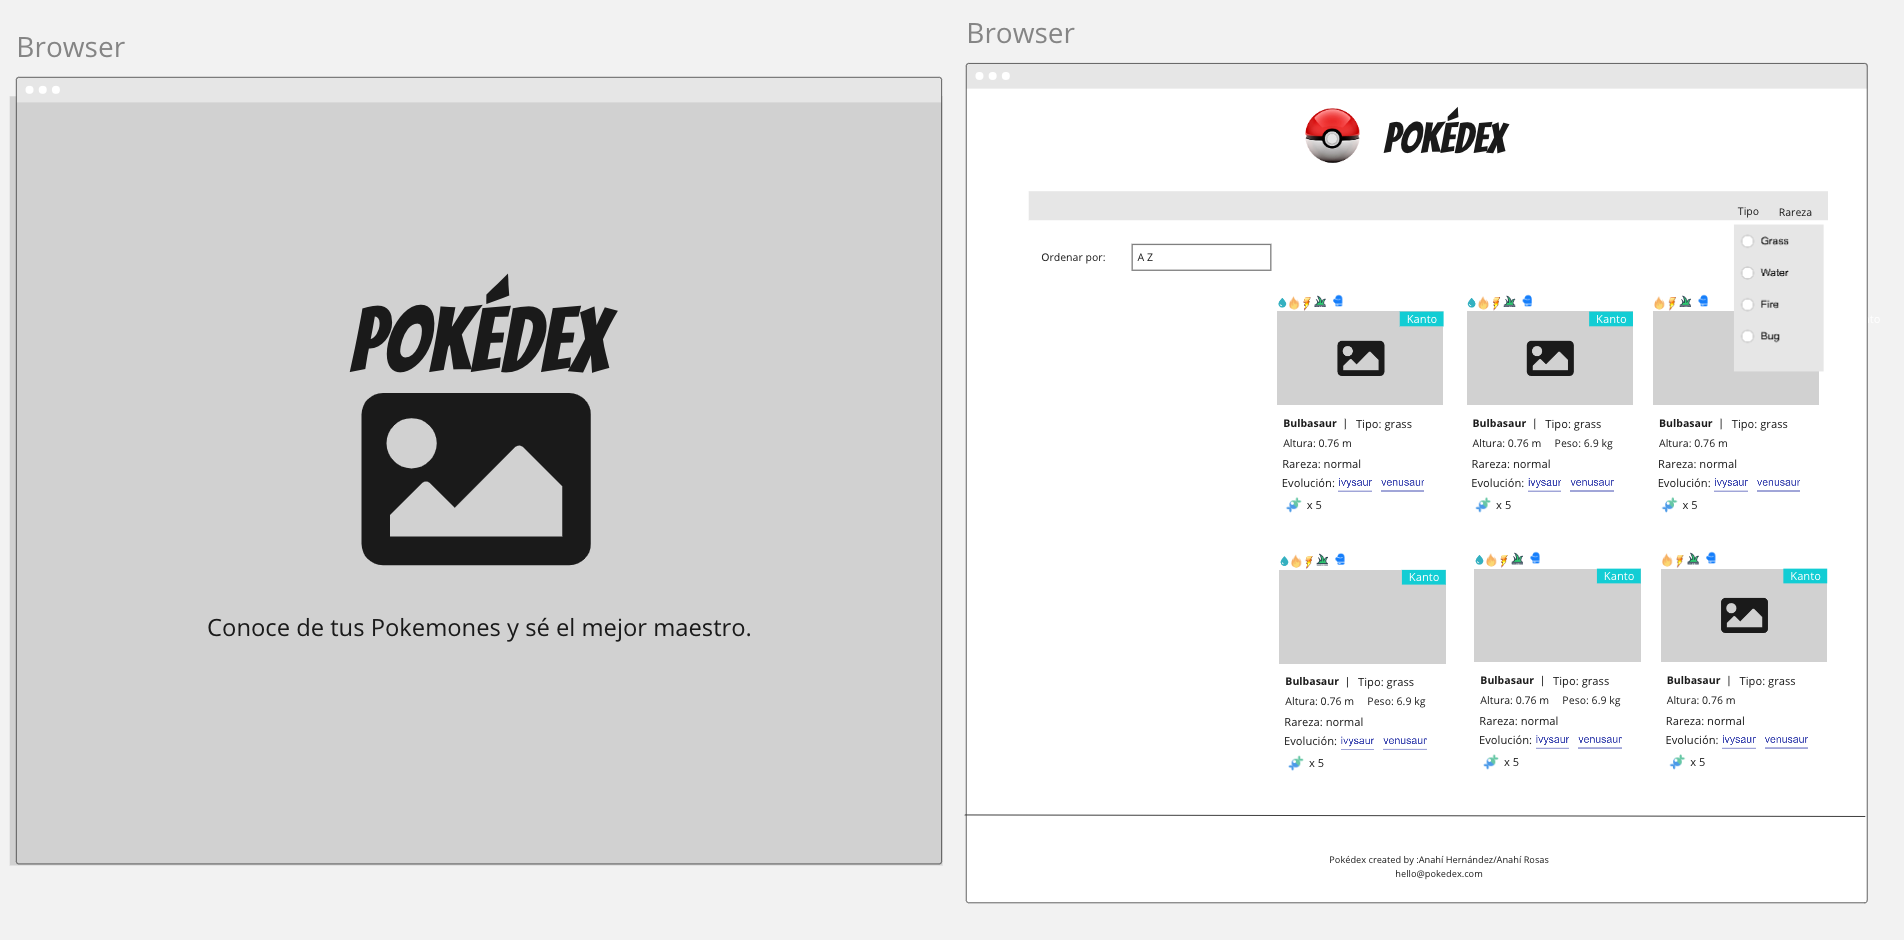 Browser
POKÉDEX
Conoce de tus Pokemones y sé el mejor maestro.
Browser
POKÉDEX
Tipo Rareza
Grass
Water
Fire
Bug
Ordenar por: A Z
Kanto
Bulbasaur | Tipo: grass
Altura: 0.76 m
Rareza: normal
Evolución: ivysaur venusaur
x 5
Kanto
Bulbasaur | Tipo: grass
Altura: 0.76 m Peso: 6.9 kg
Rareza: normal
Evolución: ivysaur venusaur
x 5
Bulbasaur | Tipo: grass
Altura: 0.76 m
Rareza: normal
Evolución: ivysaur venusaur
x 5
Kanto
Bulbasaur | Tipo: grass
Altura: 0.76 m Peso: 6.9 kg
Rareza: normal
Evolución: ivysaur venusaur
x 5
Kanto
Bulbasaur | Tipo: grass
Altura: 0.76 m Peso: 6.9 kg
Rareza: normal
Evolución: ivysaur venusaur
x 5
Kanto
Bulbasaur | Tipo: grass
Altura: 0.76 m
Rareza: normal
Evolución: ivysaur venusaur
x 5
Pokédex created by :Anahí Hernández/Anahí Rosas
hello@pokedex.com